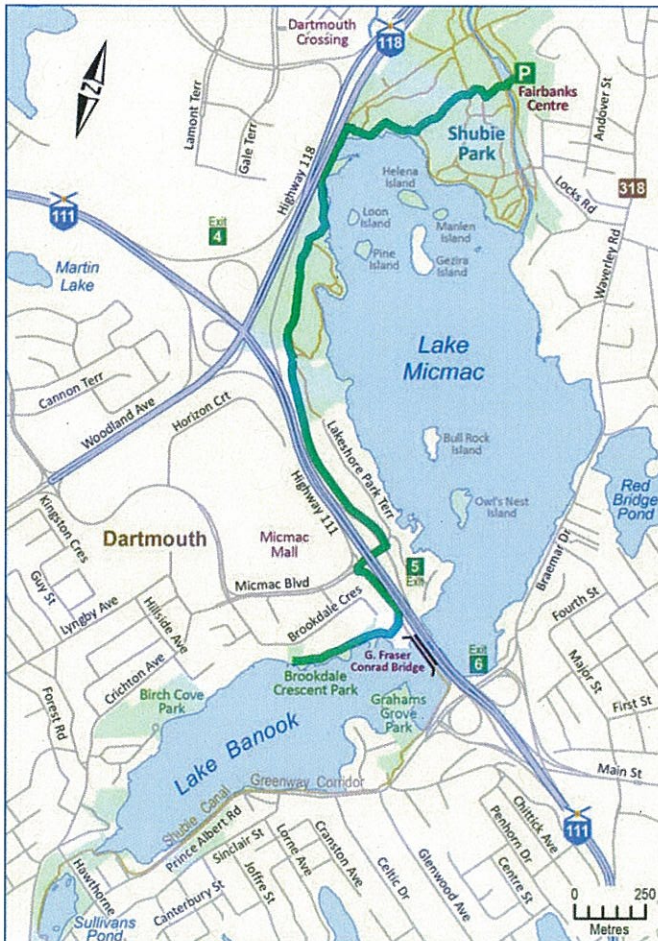 Dartmouth
Crossing
118
P
Fairbanks
Centre
N
Lamont Terr
Gale Terr
Highway 118
Shubie
Park
Andover St
Helena
Island
318
111
Exit
4
Loon
Island
Manlen
Island
Locks Rd
Pine
Island
Gezira
Island
Waverley Rd
Martin
Lake
Lake
Micmac
Cannon Terr
Woodland Ave
Horizon Crt
Lakeshore Park Terr
Bull Rock
Island
Highway 111
Red
Bridge
Pond
Kingston Cres
Owl's Nest
Island
Dartmouth
Micmac
Mall
Braemar Dr
Guy St
5
Exit
Micmac Blvd
Lyngby Ave
Hillside Ave
Brookdale Cres
Fourth St
Crichton Ave
G. Fraser
Conrad Bridge
Exit
6
Major St
Brookdale
Crescent Park
First St
Forest Rd
Birch Cove
Park
Grahams
Grove
Park
Lake Banook
Main St
Shubie Canal Greenway Corridor
Prince Albert Rd
Chittick Ave
Penhorn Dr
111
Sinclair St
Lorne Ave
Cranston Ave
Centre St
Hawthorne
Joffre St
Celtic Dr
Glenwood Ave
Canterbury St
0 250
Metres
Sullivans
Pond